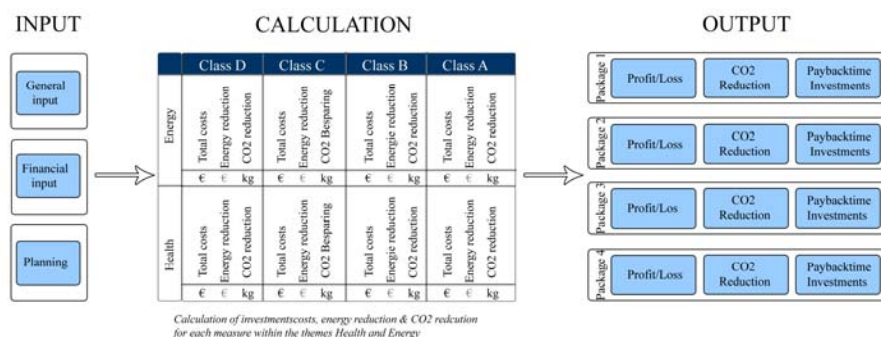 INPUT
CALCULATION
OUTPUT
General
input
Financial
input
Planning
Class D
Class C
Class B
Class A
Energy
Total costs
Energy reduction
CO2 reduction
Total costs
Energy reduction
CO2 Besparing
Total costs
Energie reduction
CO2 reduction
Total costs
Energy reduction
CO2 reduction
€ € kg € € kg € € kg € € kg
Health
Total costs
Energy reduction
CO2 reduction
Total costs
Energy reduction
CO2 Besparing
Total costs
Energie reduction
CO2 reduction
Total costs
Energy reduction
CO2 reduction
€ € kg € € kg € € kg € € kg
Calculation of investmentscosts, energy reduction & CO2 redcution
for each measure within the themes Health and Energy
Package 1
Profit/Loss
CO2
Reduction
Paybacktime
Investments
Package 2
Profit/Loss
CO2
Reduction
Paybacktime
Investments
Package 3
Profit/Los
CO2
Reduction
Paybacktime
Investments
Package 4
Profit/Loss
CO2
Reduction
Paybacktime
Investments